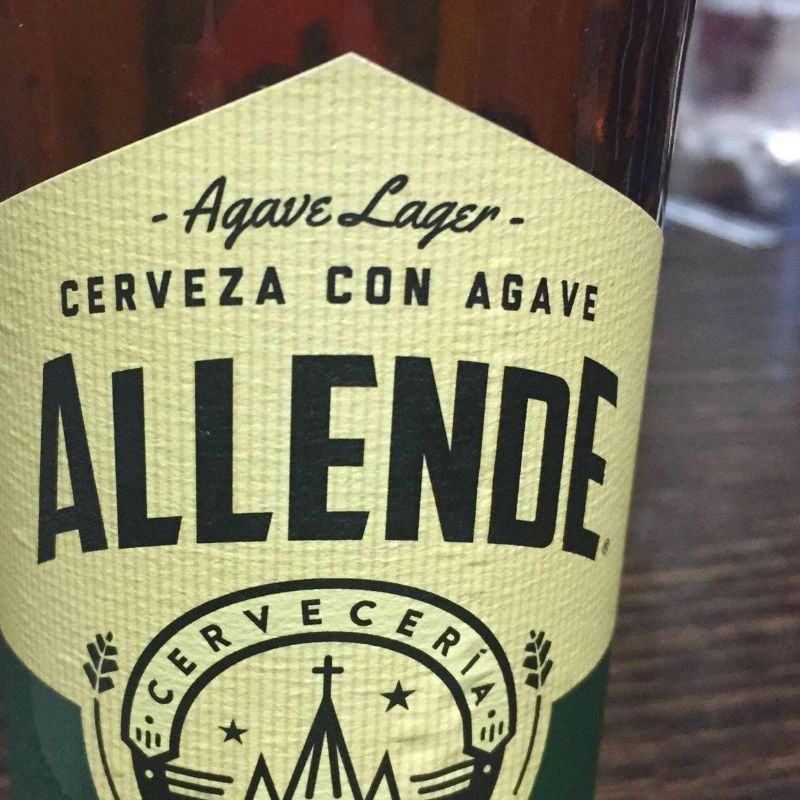 - Agave Lager -
CERVEZA CON AGAVE
ALLENDE®
CERVECERÍA